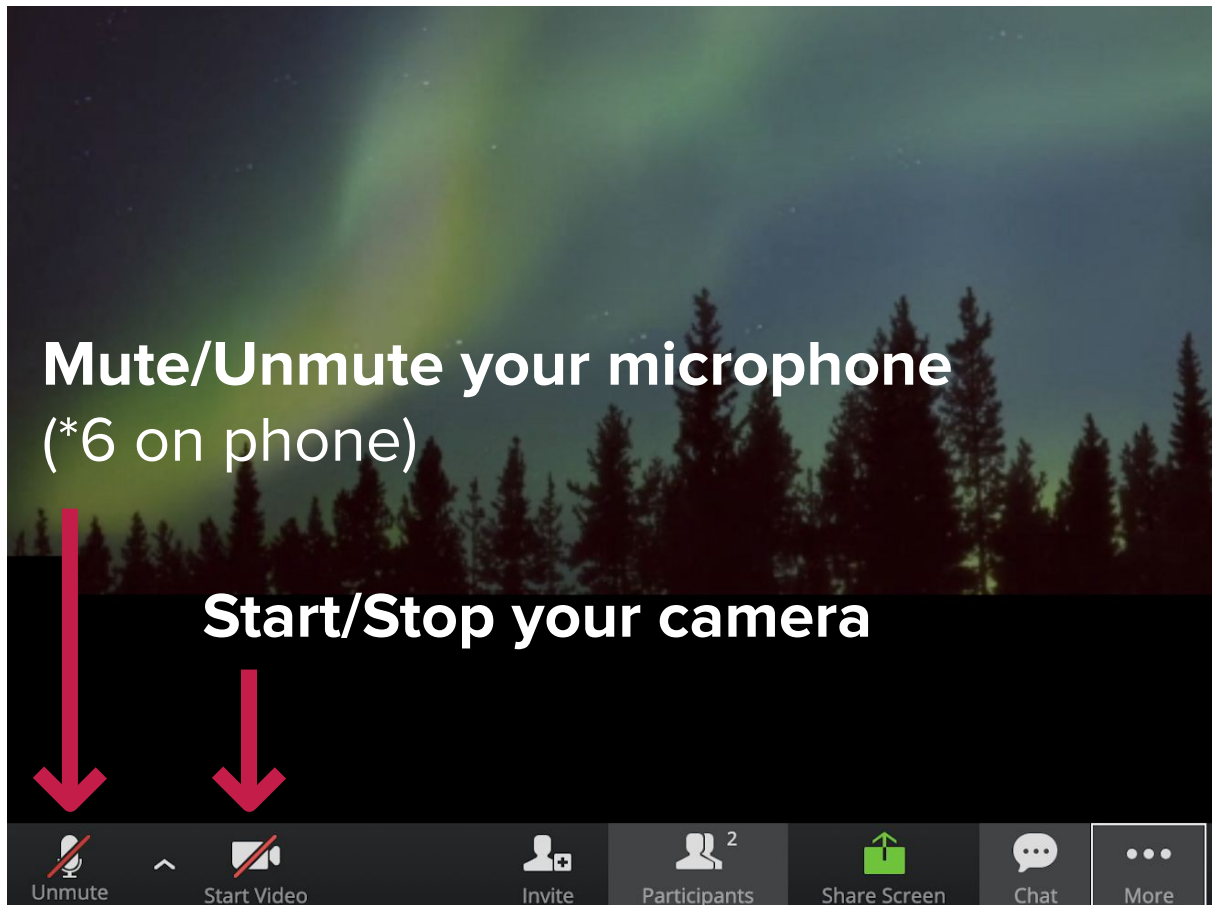 Mute/Unmute your microphone
(*6 on phone)
Start/Stop your camera
Unmute
Start Video
Invite
Participants
2
Share Screen
Chat
More